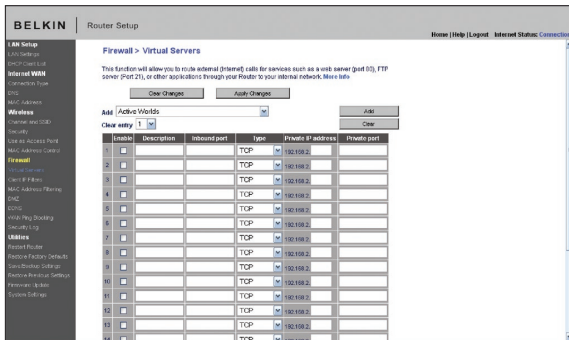 BELKIN
Router Setup
Home | Help | Logout Internet Status: Connection
LAN Setup
LAN Settings
DHCP Client List
Internet WAN
Connection Type
DNS
MAC Address
Wireless
Channel and SSID
Security
Use as Access Point
MAC Address Control
Firewall
Virtual Servers
Client IP Filters
MAC Address Filtering
DMZ
DDNS
WAN Ping Blocking
Security Log
Utilities
Restart Router
Restore Factory Defaults
Save/Backup Settings
Restore Previous Settings
Firmware Update
System Settings
Firewall > Virtual Servers
This function will allow you to route external (Internet) calls for services such as a web server (port 80), FTP
server (Port 21), or other applications through your Router to your internal network. More Info
Clear Changes Apply Changes
Add Active Worlds Add
Clear entry 1 Clear
Enable Description Inbound port Type Private IP address Private port
1 TCP 192.168.2.
2 TCP 192.168.2.
3 TCP 192.168.2.
4 TCP 192.168.2.
5 TCP 192.168.2.
6 TCP 192.168.2.
7 TCP 192.168.2.
8 TCP 192.168.2.
9 TCP 192.168.2.
10 TCP 192.168.2.
11 TCP 192.168.2.
12 TCP 192.168.2.
13 TCP 192.168.2.